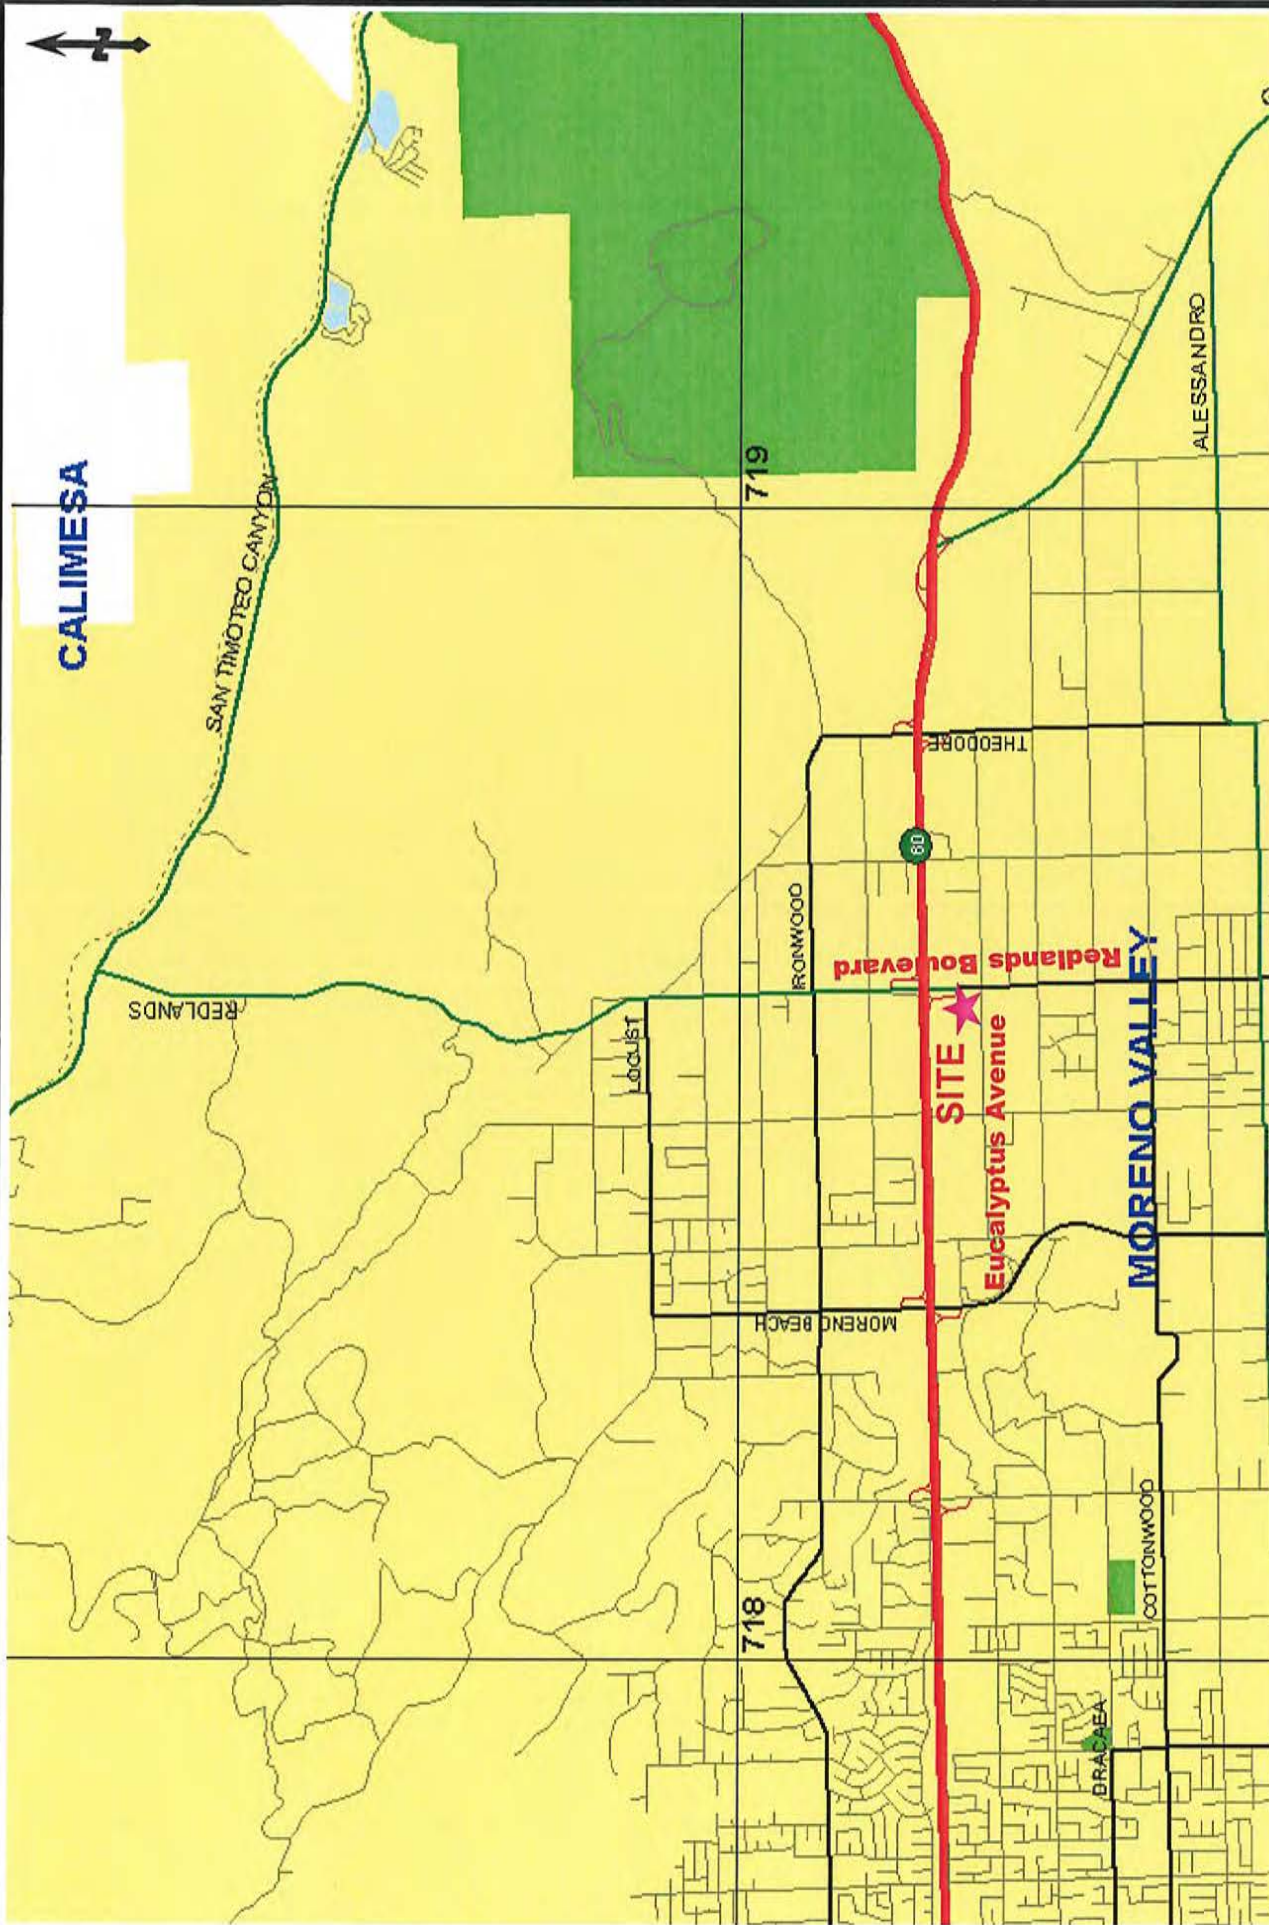 N
CALIMESA
SAN TIMOTEO CANYON
REDLANDS
LOCUST
IRONWOOD
719
718
MORENO BEACH
THEODORE
60
Redlands Boulevard
SITE
Eucalyptus Avenue
MORENO VALLEY
ALESSANDRO
COTTONWOOD
DRACAEA